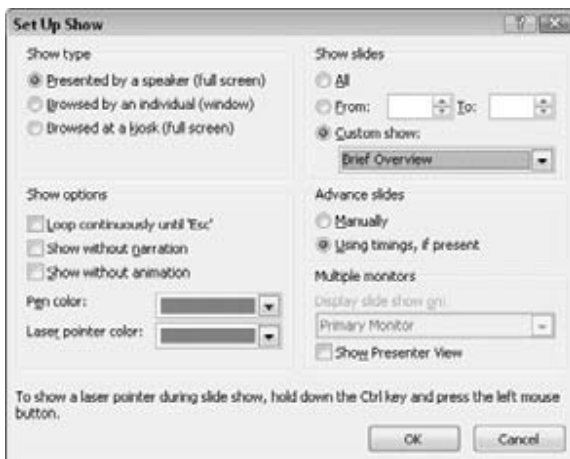 Set Up Show
Show type
Presented by a speaker (full screen)
Browsed by an individual (window)
Browsed at a kiosk (full screen)
Show slides
All
From: To:
Custom show:
Brief Overview
Show options
Loop continuously until 'Esc'
Show without narration
Show without animation
Pen color:
Laser pointer color:
Advance slides
Manually
Using timings, if present
Multiple monitors
Display slide show on:
Primary Monitor
Show Presenter View
To show a laser pointer during slide show, hold down the Ctrl key and press the left mouse
button.
OK Cancel